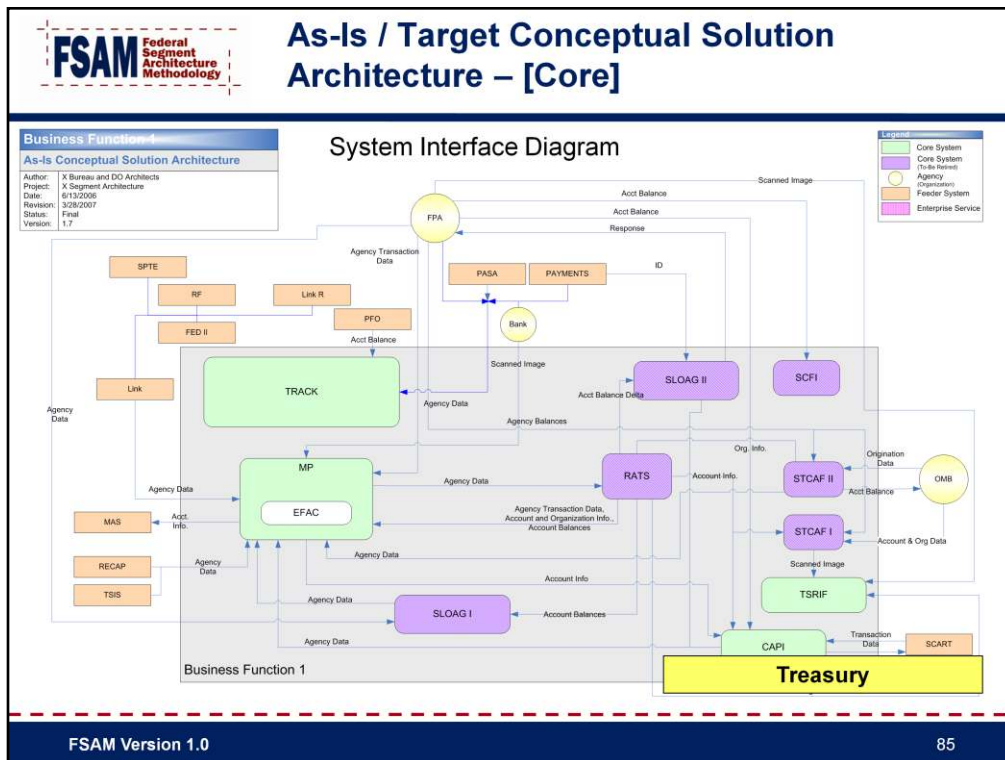 FSAM
Federal
Segment
Architecture
Methodology
As-Is / Target Conceptual Solution
Architecture – [Core]
Business Function 1
As-Is Conceptual Solution Architecture
Author: X Bureau and DO Architects
Project: X Segment Architecture
Date: 6/13/2006
Revision: 3/28/2007
Status: Final
Version: 1.7
System Interface Diagram
Legend
Core System
Core System
(To-Be Retired)
Agency
(Organization)
Feeder System
Enterprise Service
Scanned Image
Acct Balance
FPA
Acct Balance
Response
Agency Transaction
Data
SPTE
PASA
PAYMENTS
ID
RF
Link R
PFO
Bank
FED II
Acct Balance
Scanned Image
Link
TRACK
SLOAG II
SCFI
Agency
Data
Agency Data
Acct Balance Delta
Agency Balances
Org. Info.
Origination
Data
MP
RATS
Account Info.
STCAF II
OMB
Agency Data
Agency Data
Acct Balance
EFAC
Agency Transaction Data,
Account and Organization Info.,
Account Balances
MAS
Acct.
Info.
STCAF I
Account & Org Data
Agency Data
RECAP
Agency
Data
Scanned Image
Account Info
TSIS
TSRIF
Agency Data
SLOAG I
Account Balances
Agency Data
CAPI
Transaction
Data
SCART
Business Function 1
Treasury
FSAM Version 1.0
85